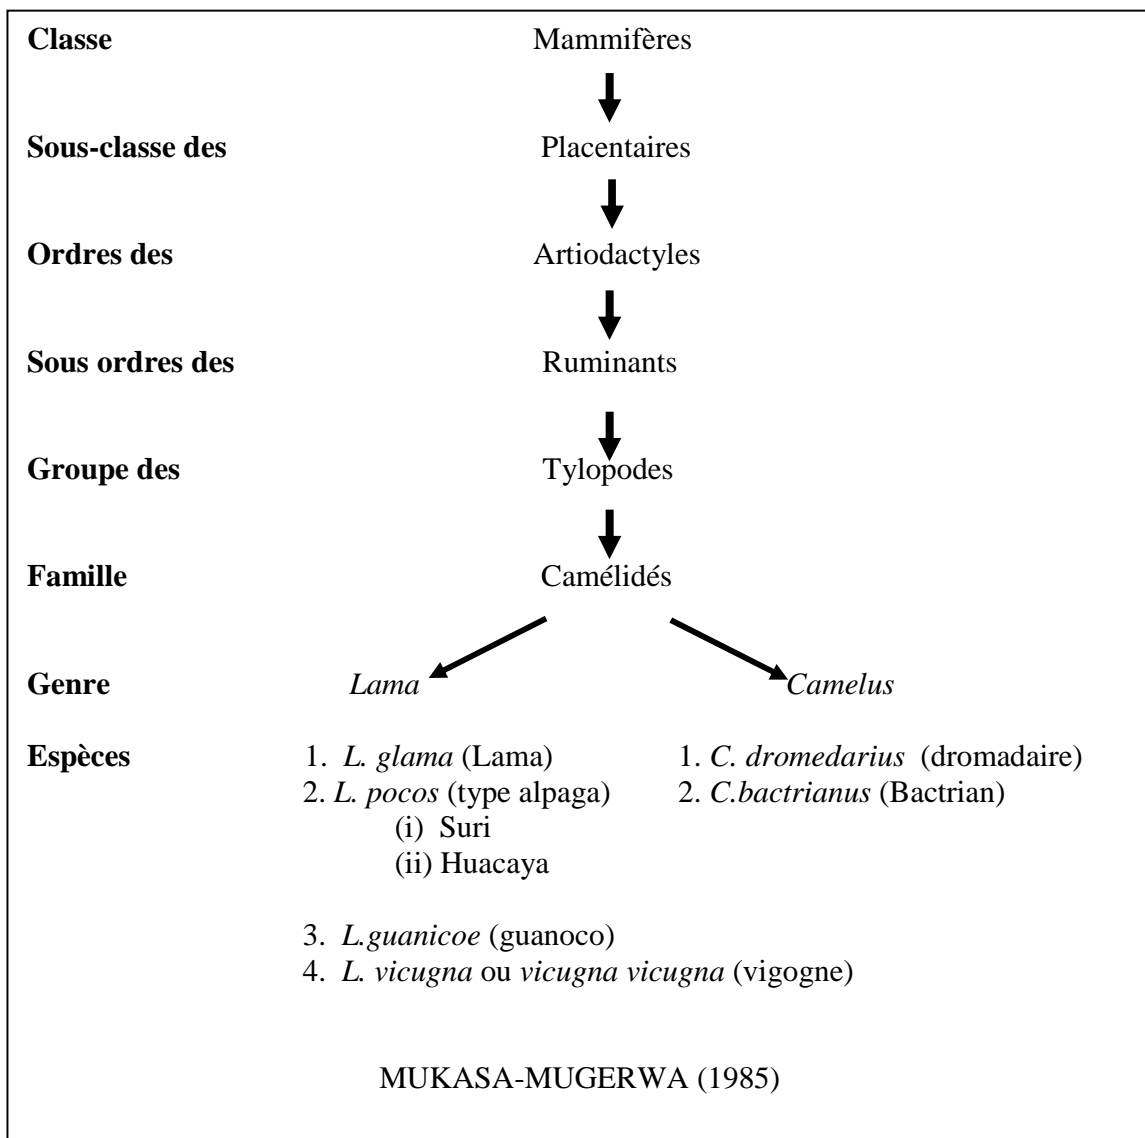 Classe Mammifères
Sous-classe des Placentaires
Ordres des Artiodactyles
Sous ordres des Ruminants
Groupe des Tylopodes
Famille Camélidés
Genre Lama Camelus
Espèces 1. L. glama (Lama) 1. C. dromedarius (dromadaire)
2. L. pocos (type alpaga) 2. C.bactrianus (Bactrian)
(i) Suri
(ii) Huacaya
3. L.guanicoe (guanoco)
4. L. vicugna ou vicugna vicugna (vigogne)
MUKASA-MUGERWA (1985)